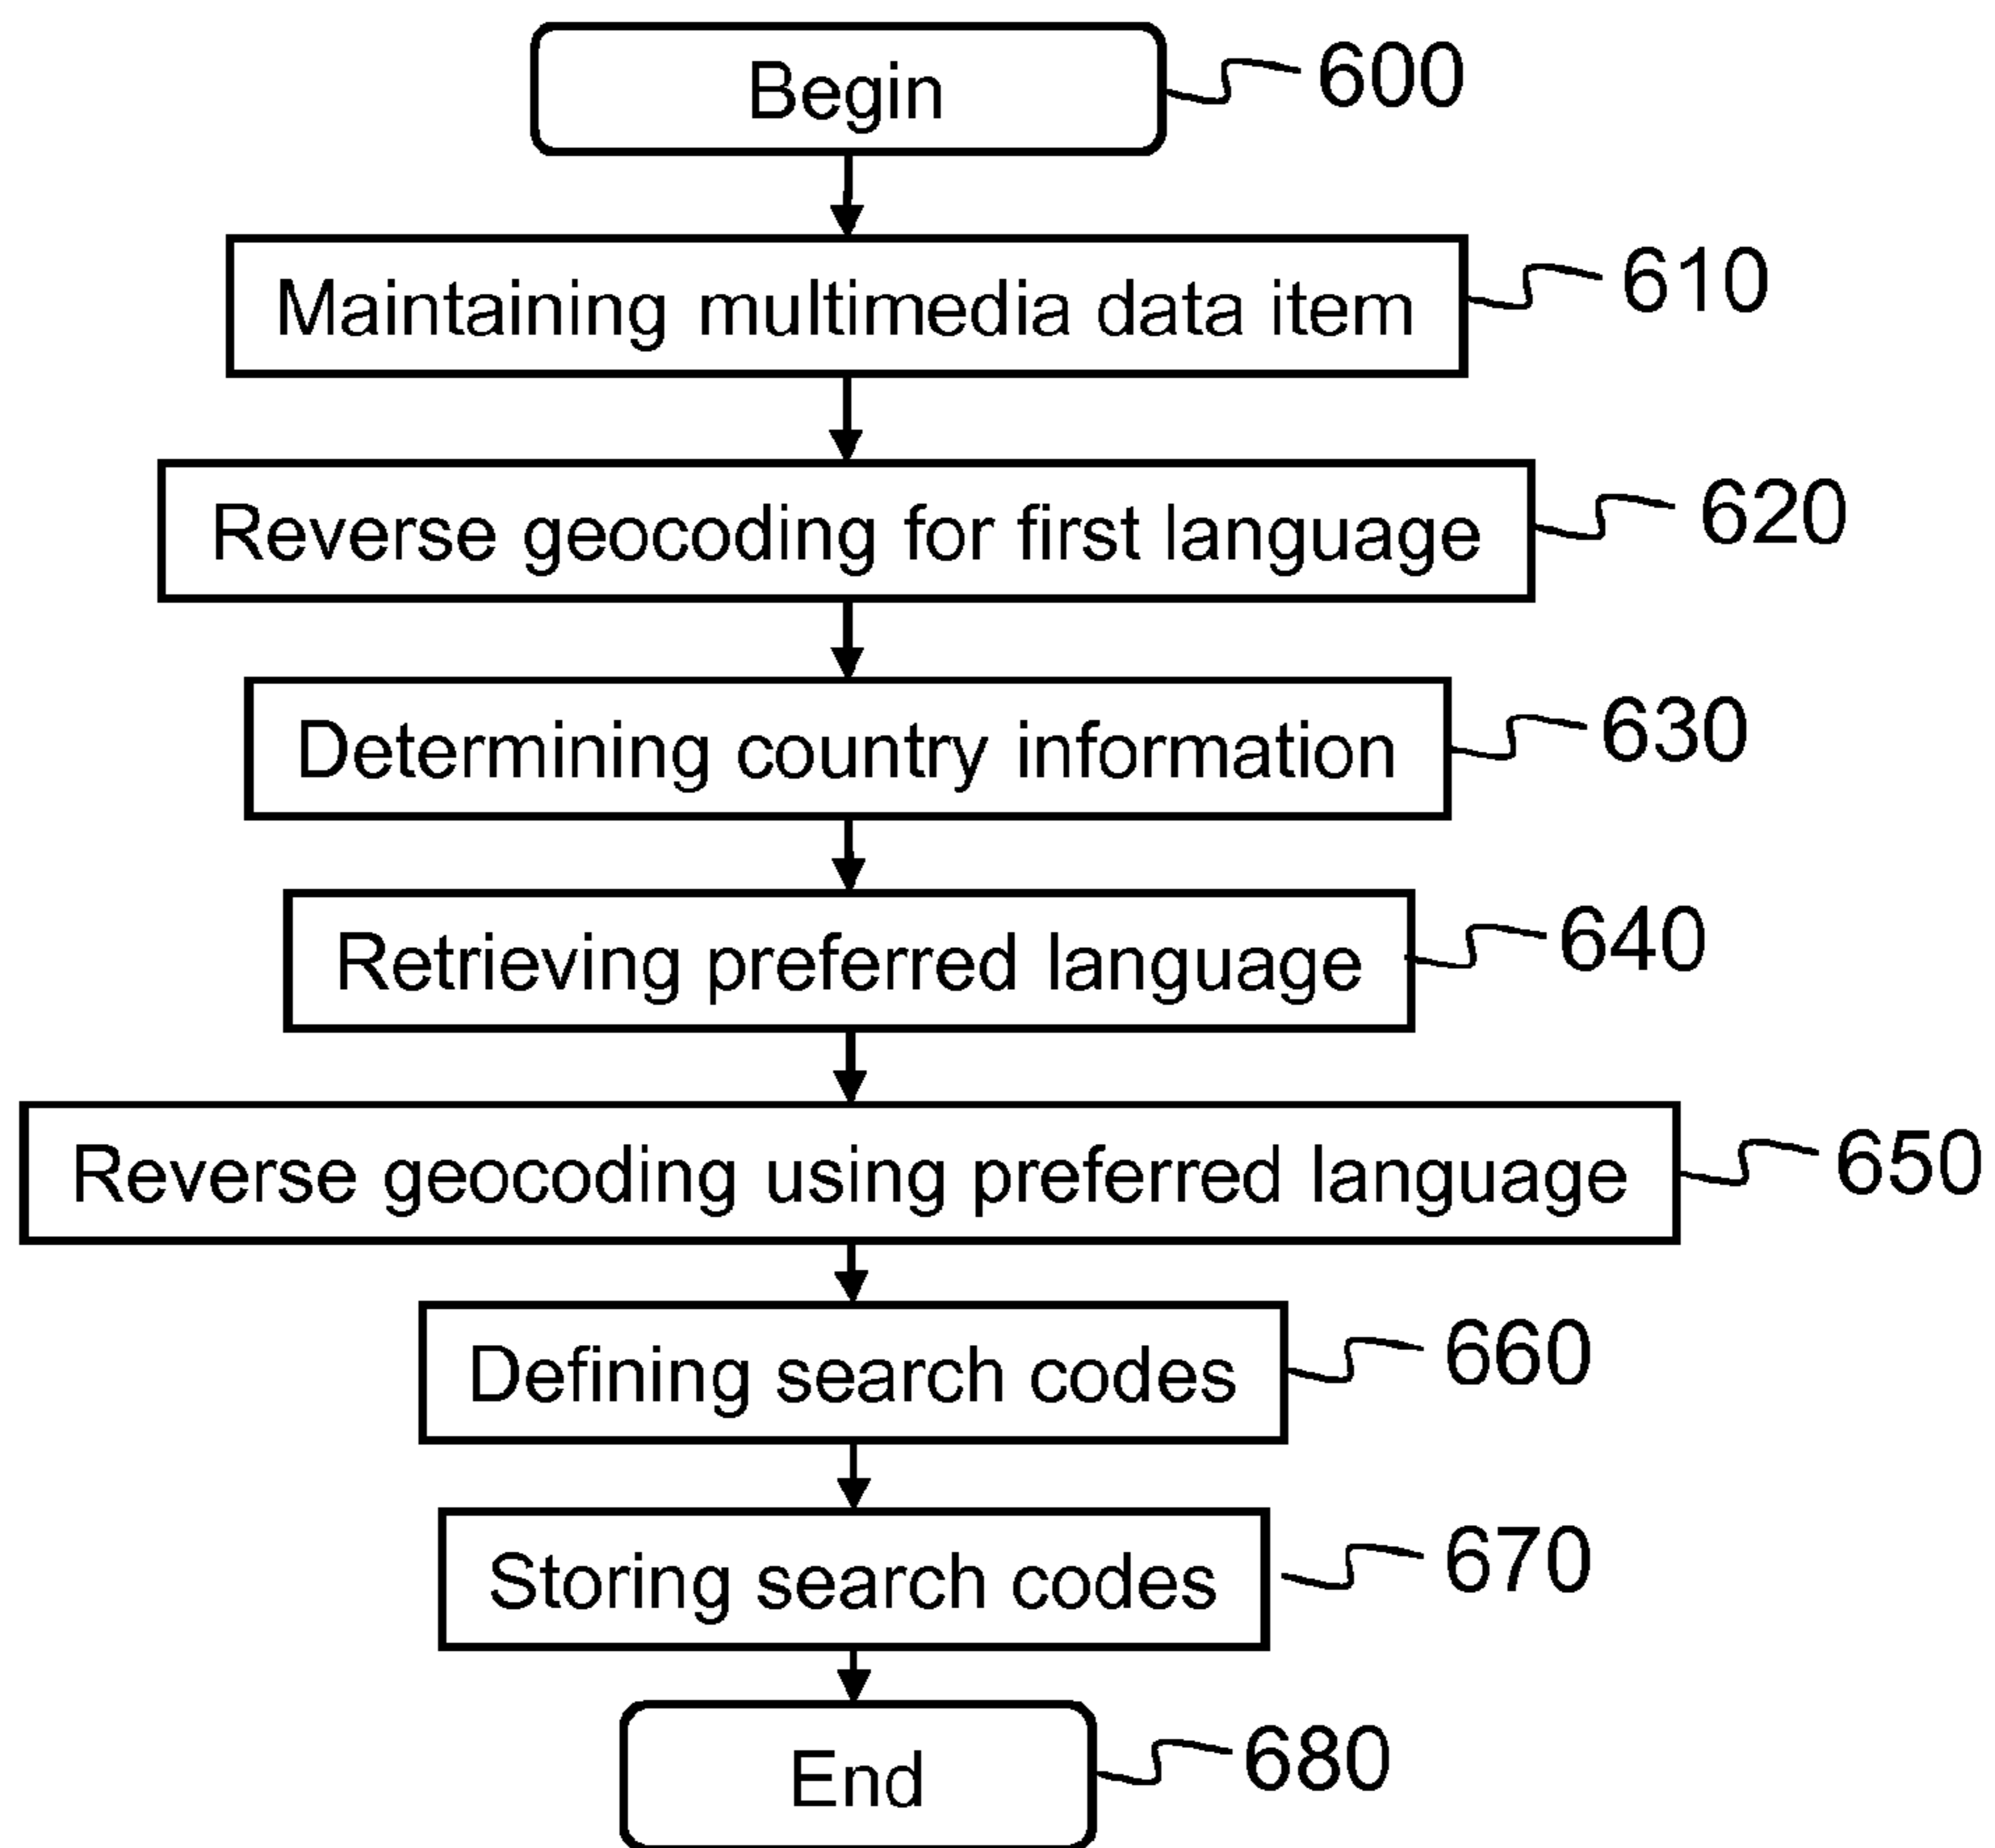 Begin 600
Maintaining multimedia data item 610
Reverse geocoding for first language 620
Determining country information 630
Retrieving preferred language 640
Reverse geocoding using preferred language 650
Defining search codes 660
Storing search codes 670
End 680